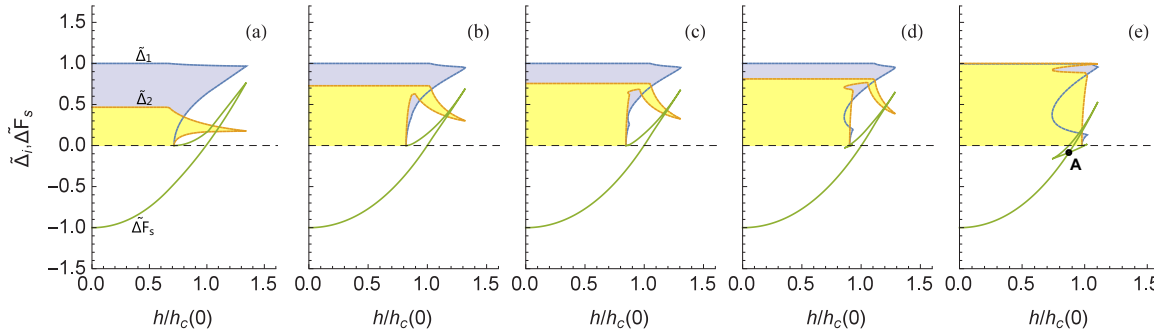 (a) (b) (c) (d) (e)
1.5
1.0
0.5
0.0
−0.5
−1.0
−1.5
Δ̃ᵢ, Δ̃Fₛ
Δ̃₁
Δ̃₂
Δ̃Fₛ
A
0.0 0.5 1.0 1.5 0.0 0.5 1.0 1.5 0.0 0.5 1.0 1.5 0.0 0.5 1.0 1.5 0.0 0.5 1.0 1.5
h/h_c(0) h/h_c(0) h/h_c(0) h/h_c(0) h/h_c(0)